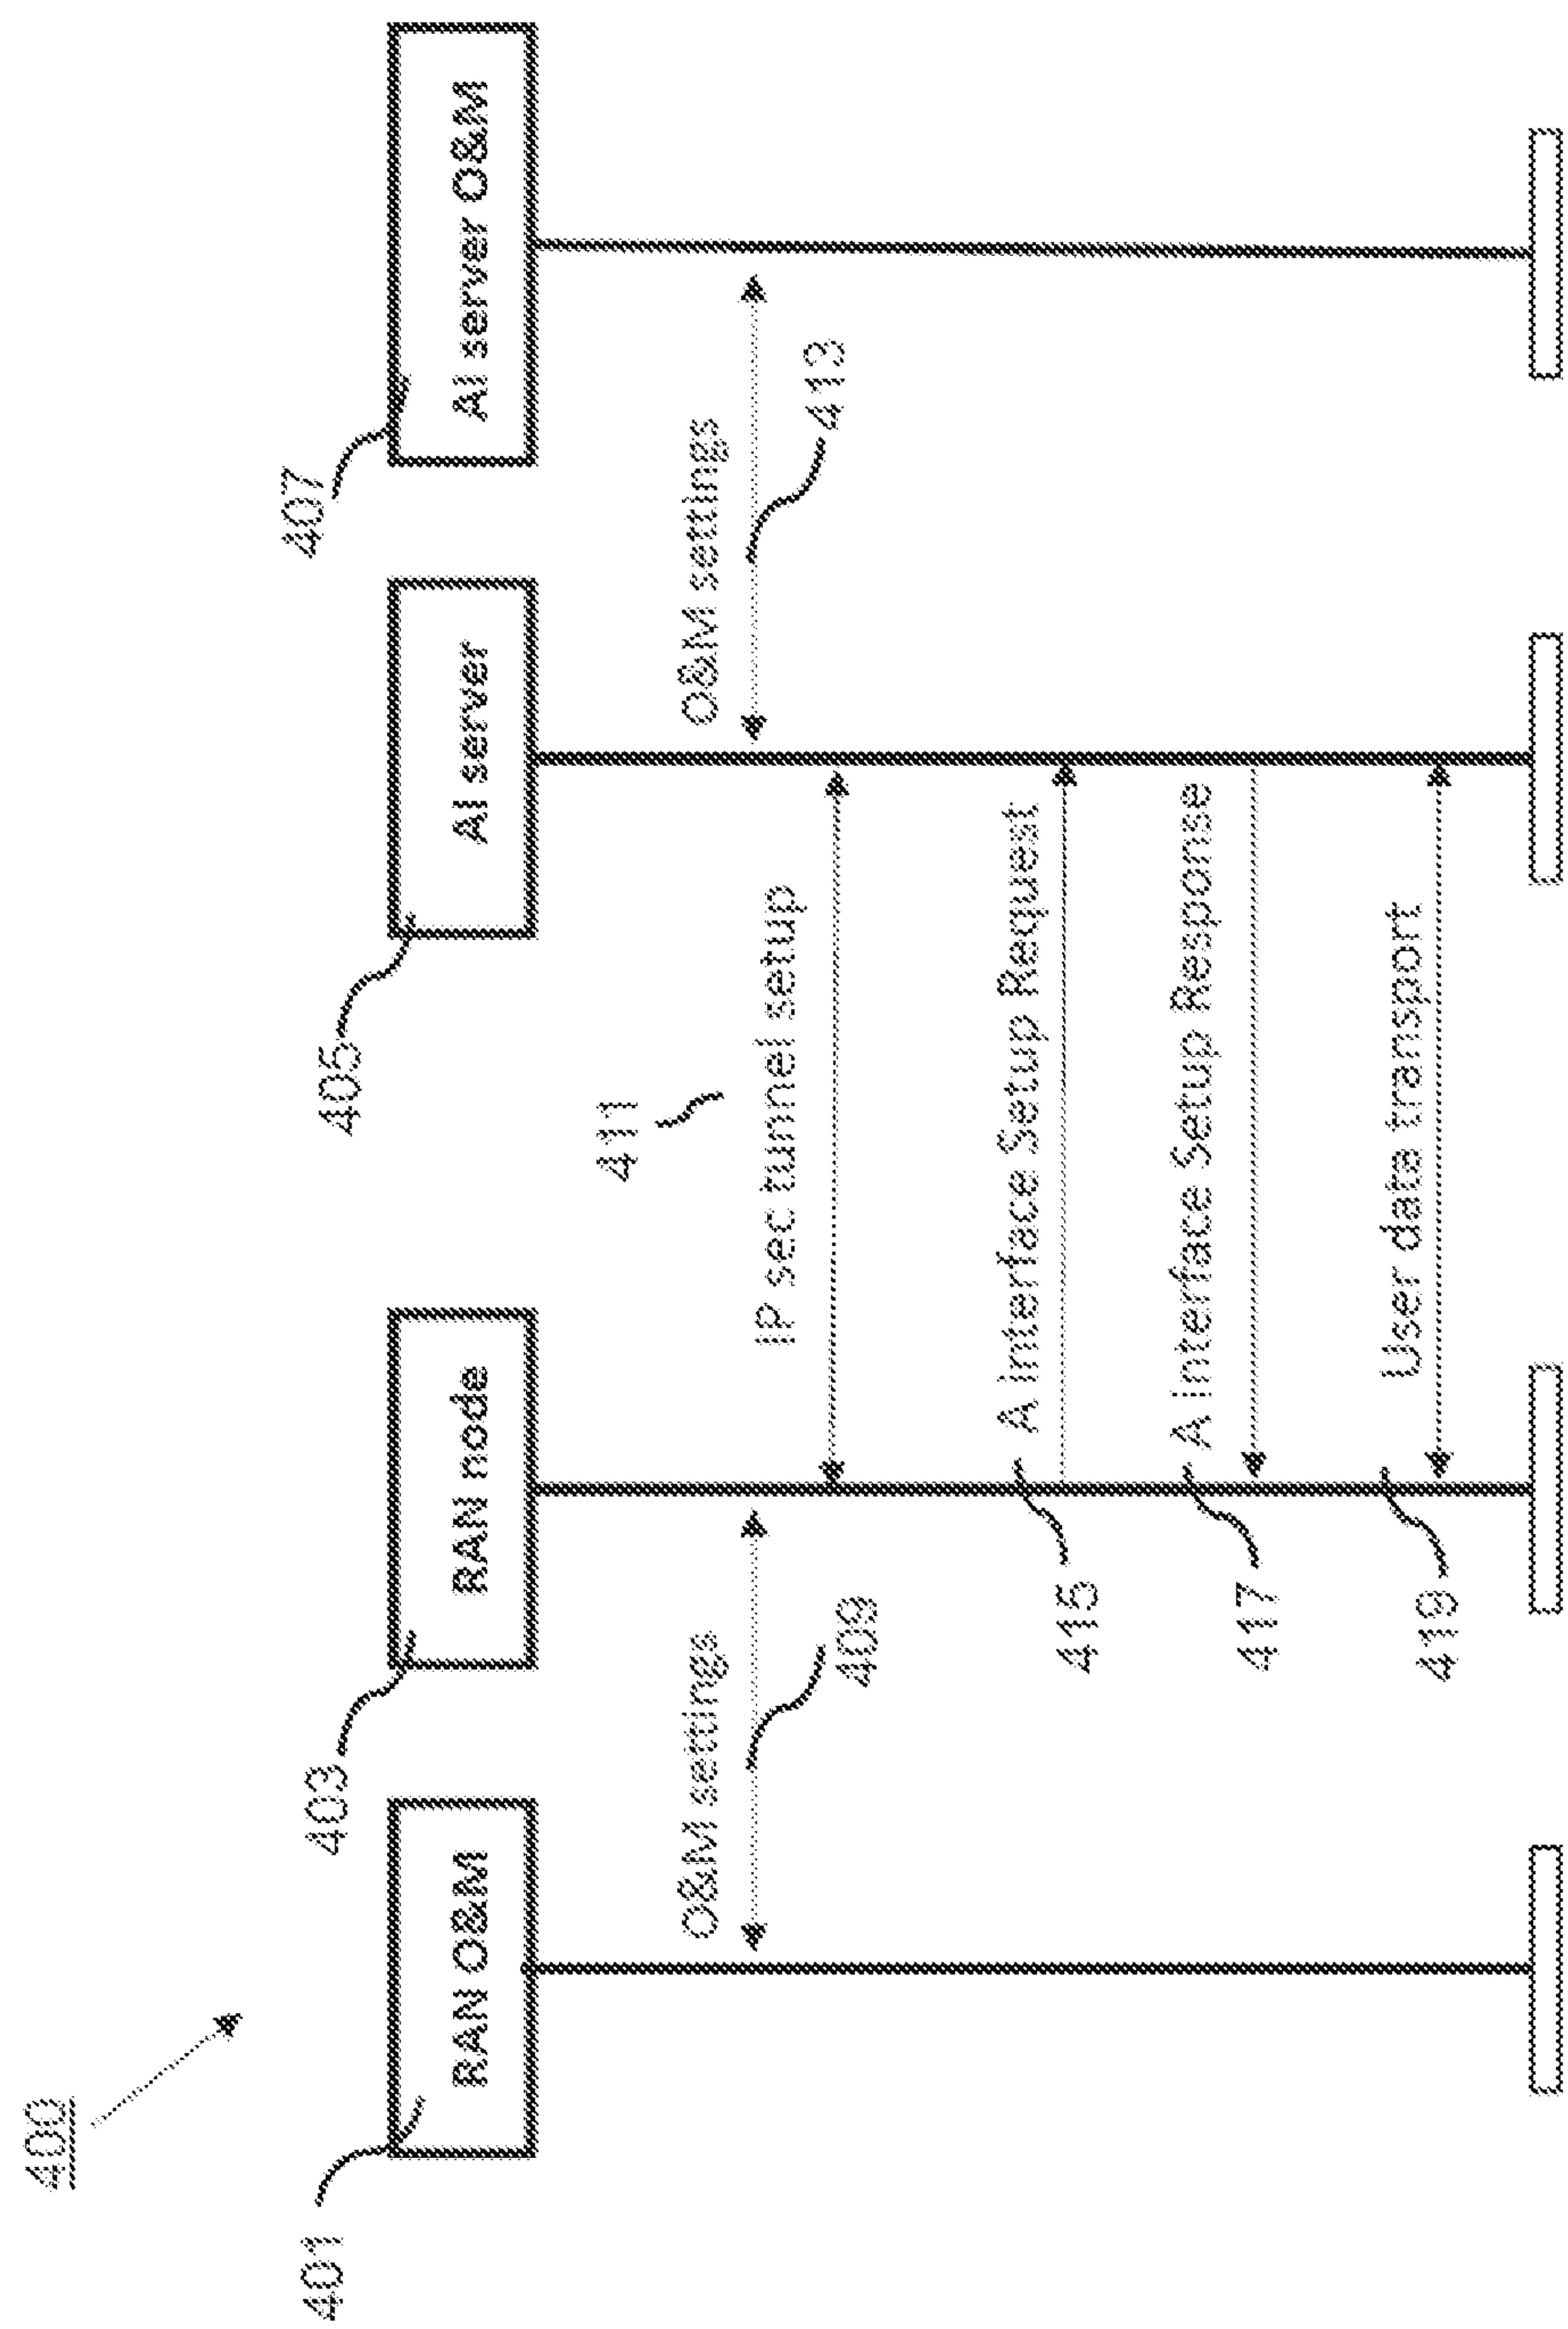 400
401
403
405
407
RAN O&M
RAN node
AI server
AI server O&M
O&M settings
O&M settings
409
413
411
IP sec tunnel setup
A Interface Setup Request
415
A Interface Setup Response
417
User data transport
419